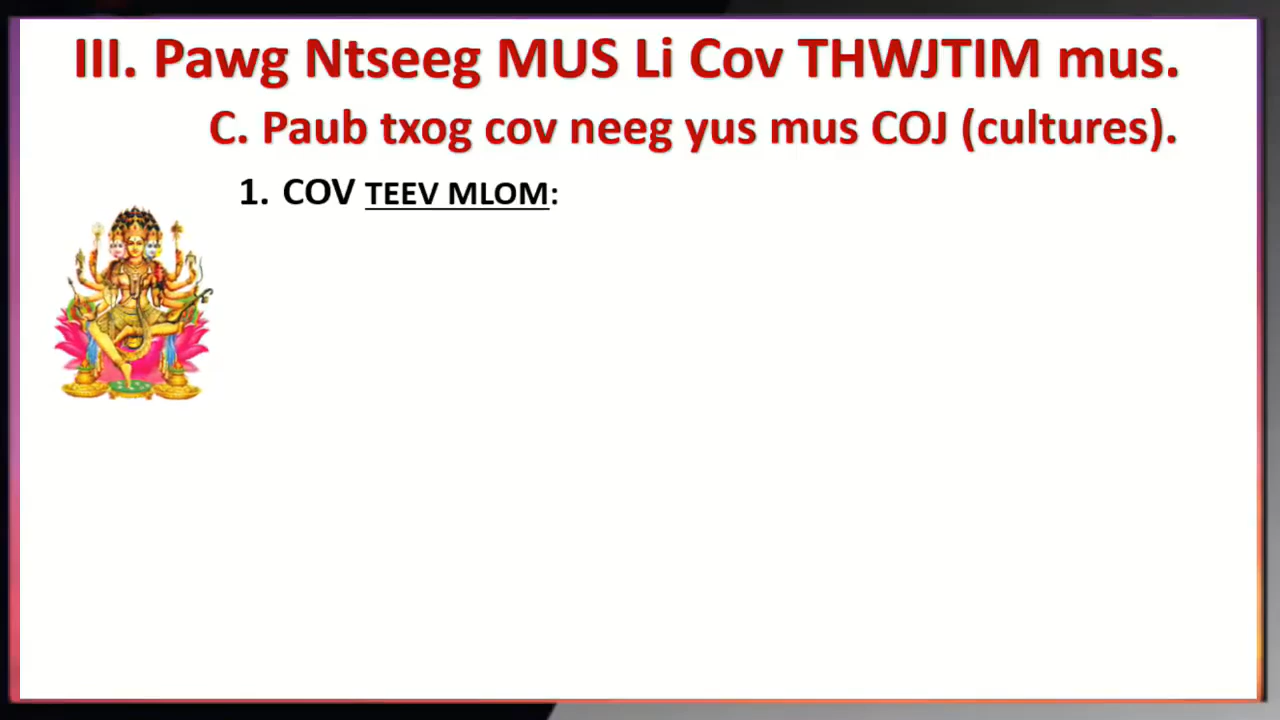 III. Pawg Ntseeg MUS Li Cov THWJTIM mus.
C. Paub txog cov neeg yus mus COJ (cultures).
1. COV TEEV MLOM: